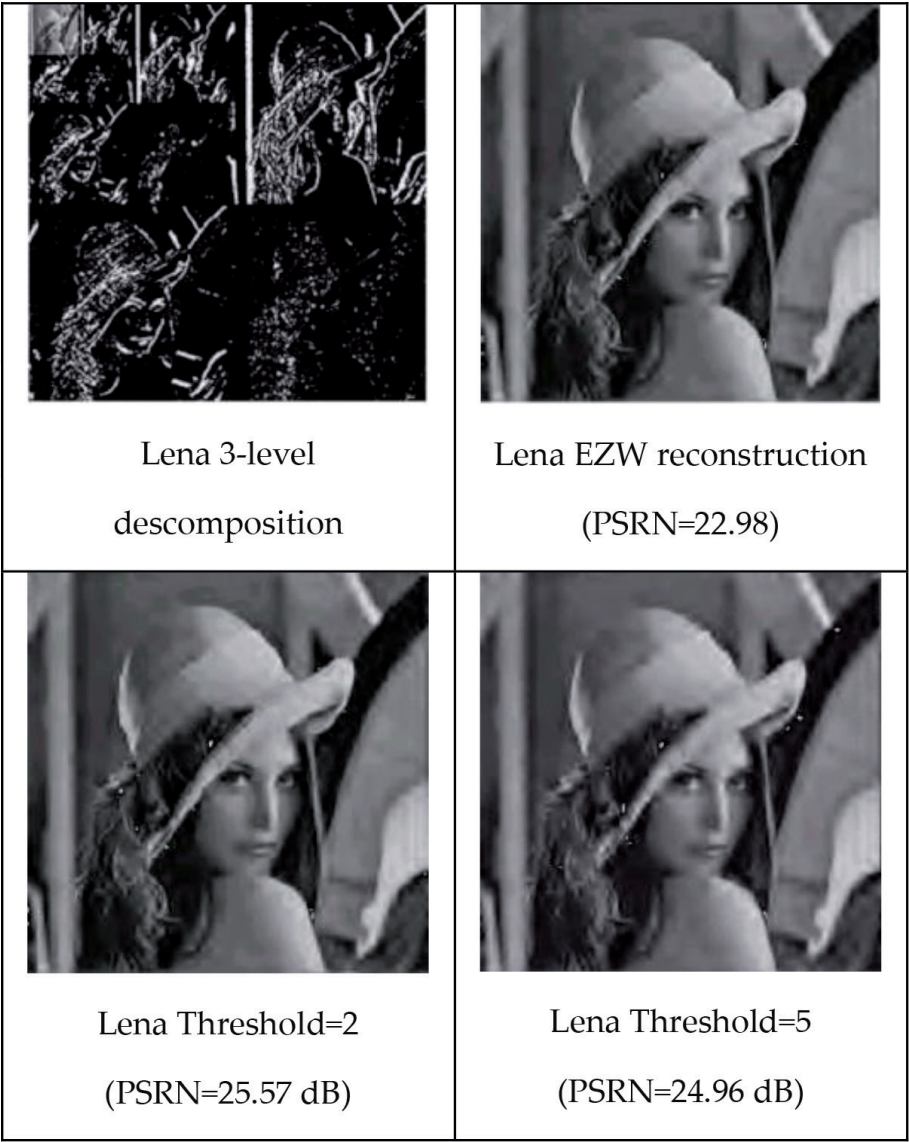 Lena 3-level
descomposition
Lena EZW reconstruction
(PSRN=22.98)
Lena Threshold=2
(PSRN=25.57 dB)
Lena Threshold=5
(PSRN=24.96 dB)